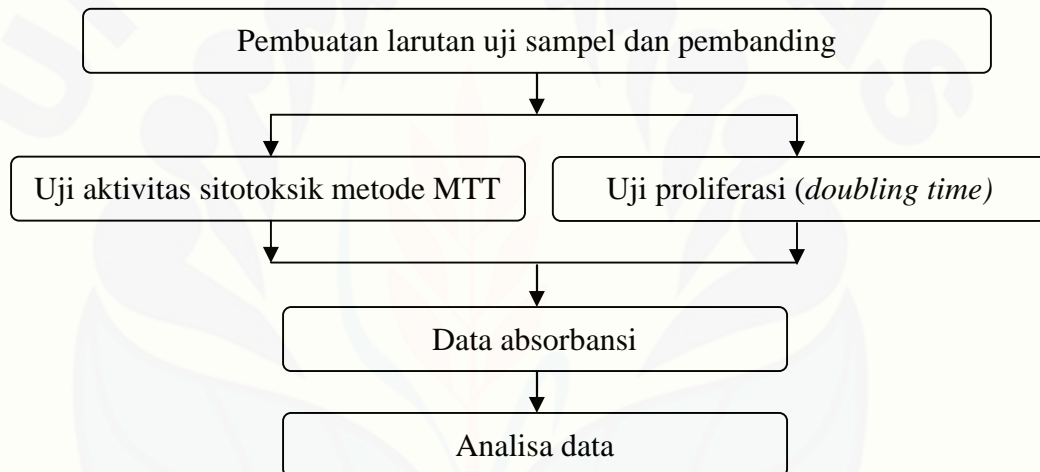 Pembuatan larutan uji sampel dan pembanding
Uji aktivitas sitotoksik metode MTT
Uji proliferasi (doubling time)
Data absorbansi
Analisa data